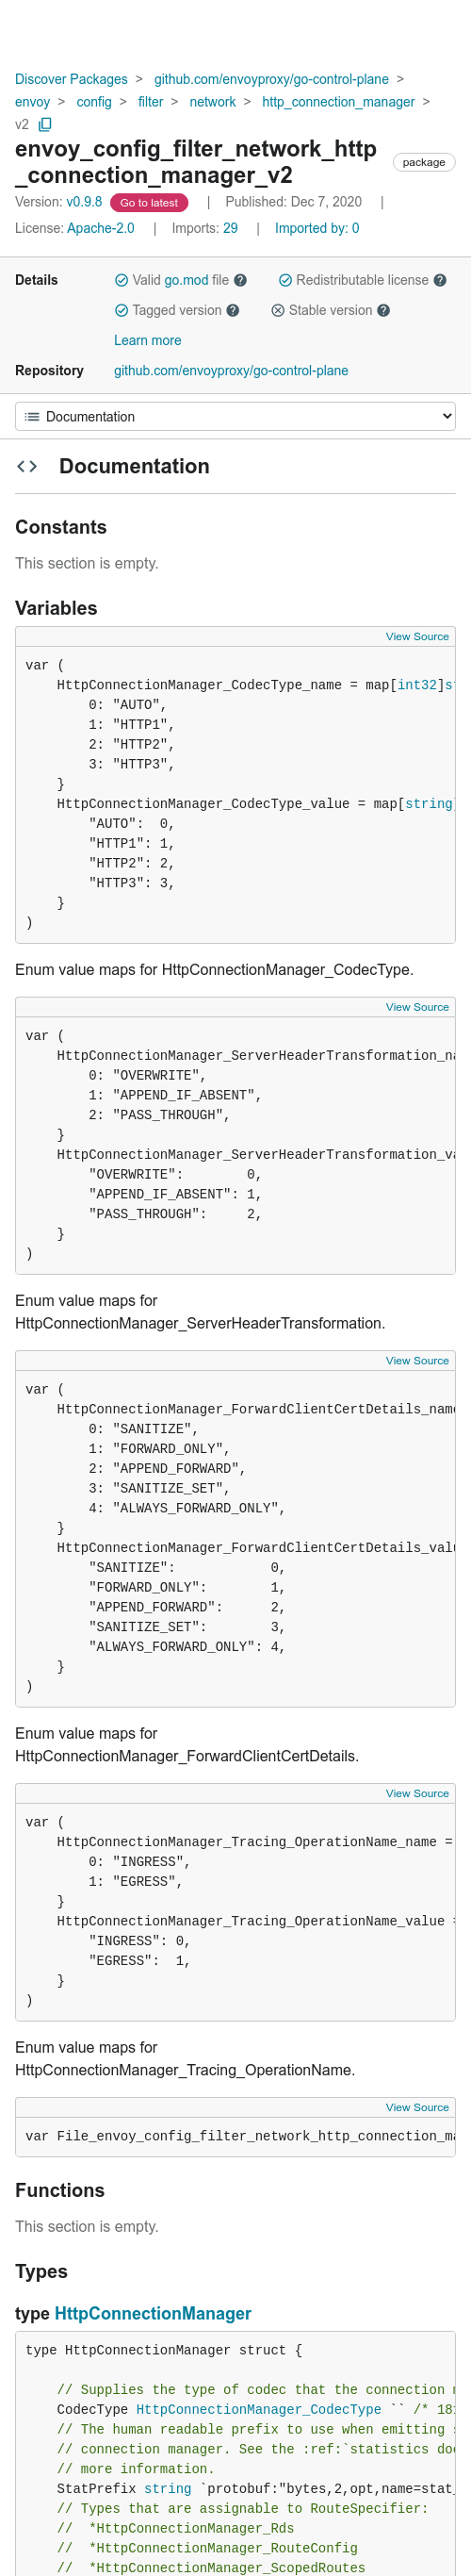 Discover Packages > github.com/envoyproxy/go-control-plane >
envoy > config > filter > network > http_connection_manager >
v2
envoy_config_filter_network_http
_connection_manager_v2
package
Version: v0.9.8 Go to latest | Published: Dec 7, 2020 |
License: Apache-2.0 | Imports: 29 | Imported by: 0
Details Valid go.mod file Redistributable license
Tagged version Stable version
Learn more
Repository github.com/envoyproxy/go-control-plane
Documentation
Documentation
Constants
This section is empty.
Variables
View Source
var (
    HttpConnectionManager_CodecType_name = map[int32]st
        0: "AUTO",
        1: "HTTP1",
        2: "HTTP2",
        3: "HTTP3",
    }
    HttpConnectionManager_CodecType_value = map[string]
        "AUTO":  0,
        "HTTP1": 1,
        "HTTP2": 2,
        "HTTP3": 3,
    }
)
Enum value maps for HttpConnectionManager_CodecType.
View Source
var (
    HttpConnectionManager_ServerHeaderTransformation_na
        0: "OVERWRITE",
        1: "APPEND_IF_ABSENT",
        2: "PASS_THROUGH",
    }
    HttpConnectionManager_ServerHeaderTransformation_va
        "OVERWRITE":        0,
        "APPEND_IF_ABSENT": 1,
        "PASS_THROUGH":     2,
    }
)
Enum value maps for
HttpConnectionManager_ServerHeaderTransformation.
View Source
var (
    HttpConnectionManager_ForwardClientCertDetails_name
        0: "SANITIZE",
        1: "FORWARD_ONLY",
        2: "APPEND_FORWARD",
        3: "SANITIZE_SET",
        4: "ALWAYS_FORWARD_ONLY",
    }
    HttpConnectionManager_ForwardClientCertDetails_valu
        "SANITIZE":            0,
        "FORWARD_ONLY":        1,
        "APPEND_FORWARD":      2,
        "SANITIZE_SET":        3,
        "ALWAYS_FORWARD_ONLY": 4,
    }
)
Enum value maps for
HttpConnectionManager_ForwardClientCertDetails.
View Source
var (
    HttpConnectionManager_Tracing_OperationName_name =
        0: "INGRESS",
        1: "EGRESS",
    }
    HttpConnectionManager_Tracing_OperationName_value =
        "INGRESS": 0,
        "EGRESS":  1,
    }
)
Enum value maps for
HttpConnectionManager_Tracing_OperationName.
View Source
var File_envoy_config_filter_network_http_connection_ma
Functions
This section is empty.
Types
type HttpConnectionManager
type HttpConnectionManager struct {
    // Supplies the type of codec that the connection m
    CodecType HttpConnectionManager_CodecType `` /* 181
    // The human readable prefix to use when emitting s
    // connection manager. See the :ref:`statistics doc
    // more information.
    StatPrefix string `protobuf:"bytes,2,opt,name=stat_
    // Types that are assignable to RouteSpecifier:
    //  *HttpConnectionManager_Rds
    //  *HttpConnectionManager_RouteConfig
    //  *HttpConnectionManager_ScopedRoutes